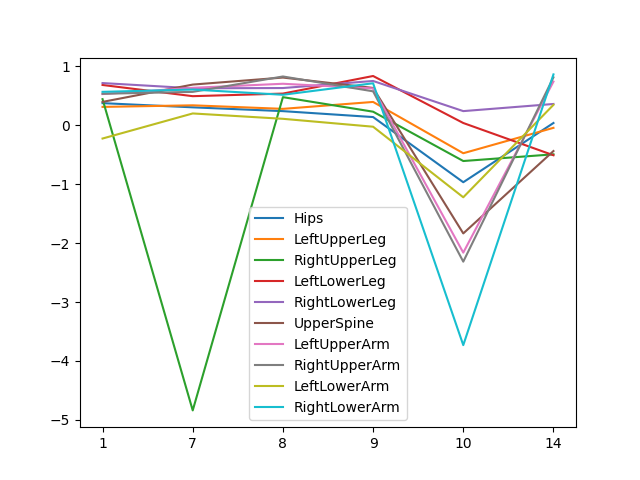 1
0
−1
−2
−3
−4
−5
1 7 8 9 10 14
Hips
LeftUpperLeg
RightUpperLeg
LeftLowerLeg
RightLowerLeg
UpperSpine
LeftUpperArm
RightUpperArm
LeftLowerArm
RightLowerArm